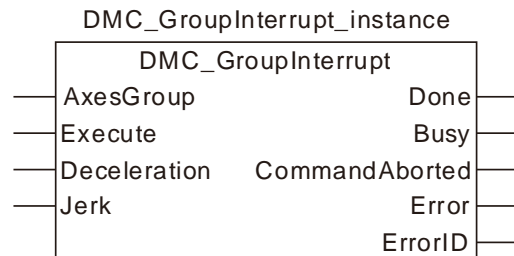 DMC_GroupInterrupt_instance
DMC_GroupInterrupt
AxesGroup Done
Execute Busy
Deceleration CommandAborted
Jerk Error
ErrorID